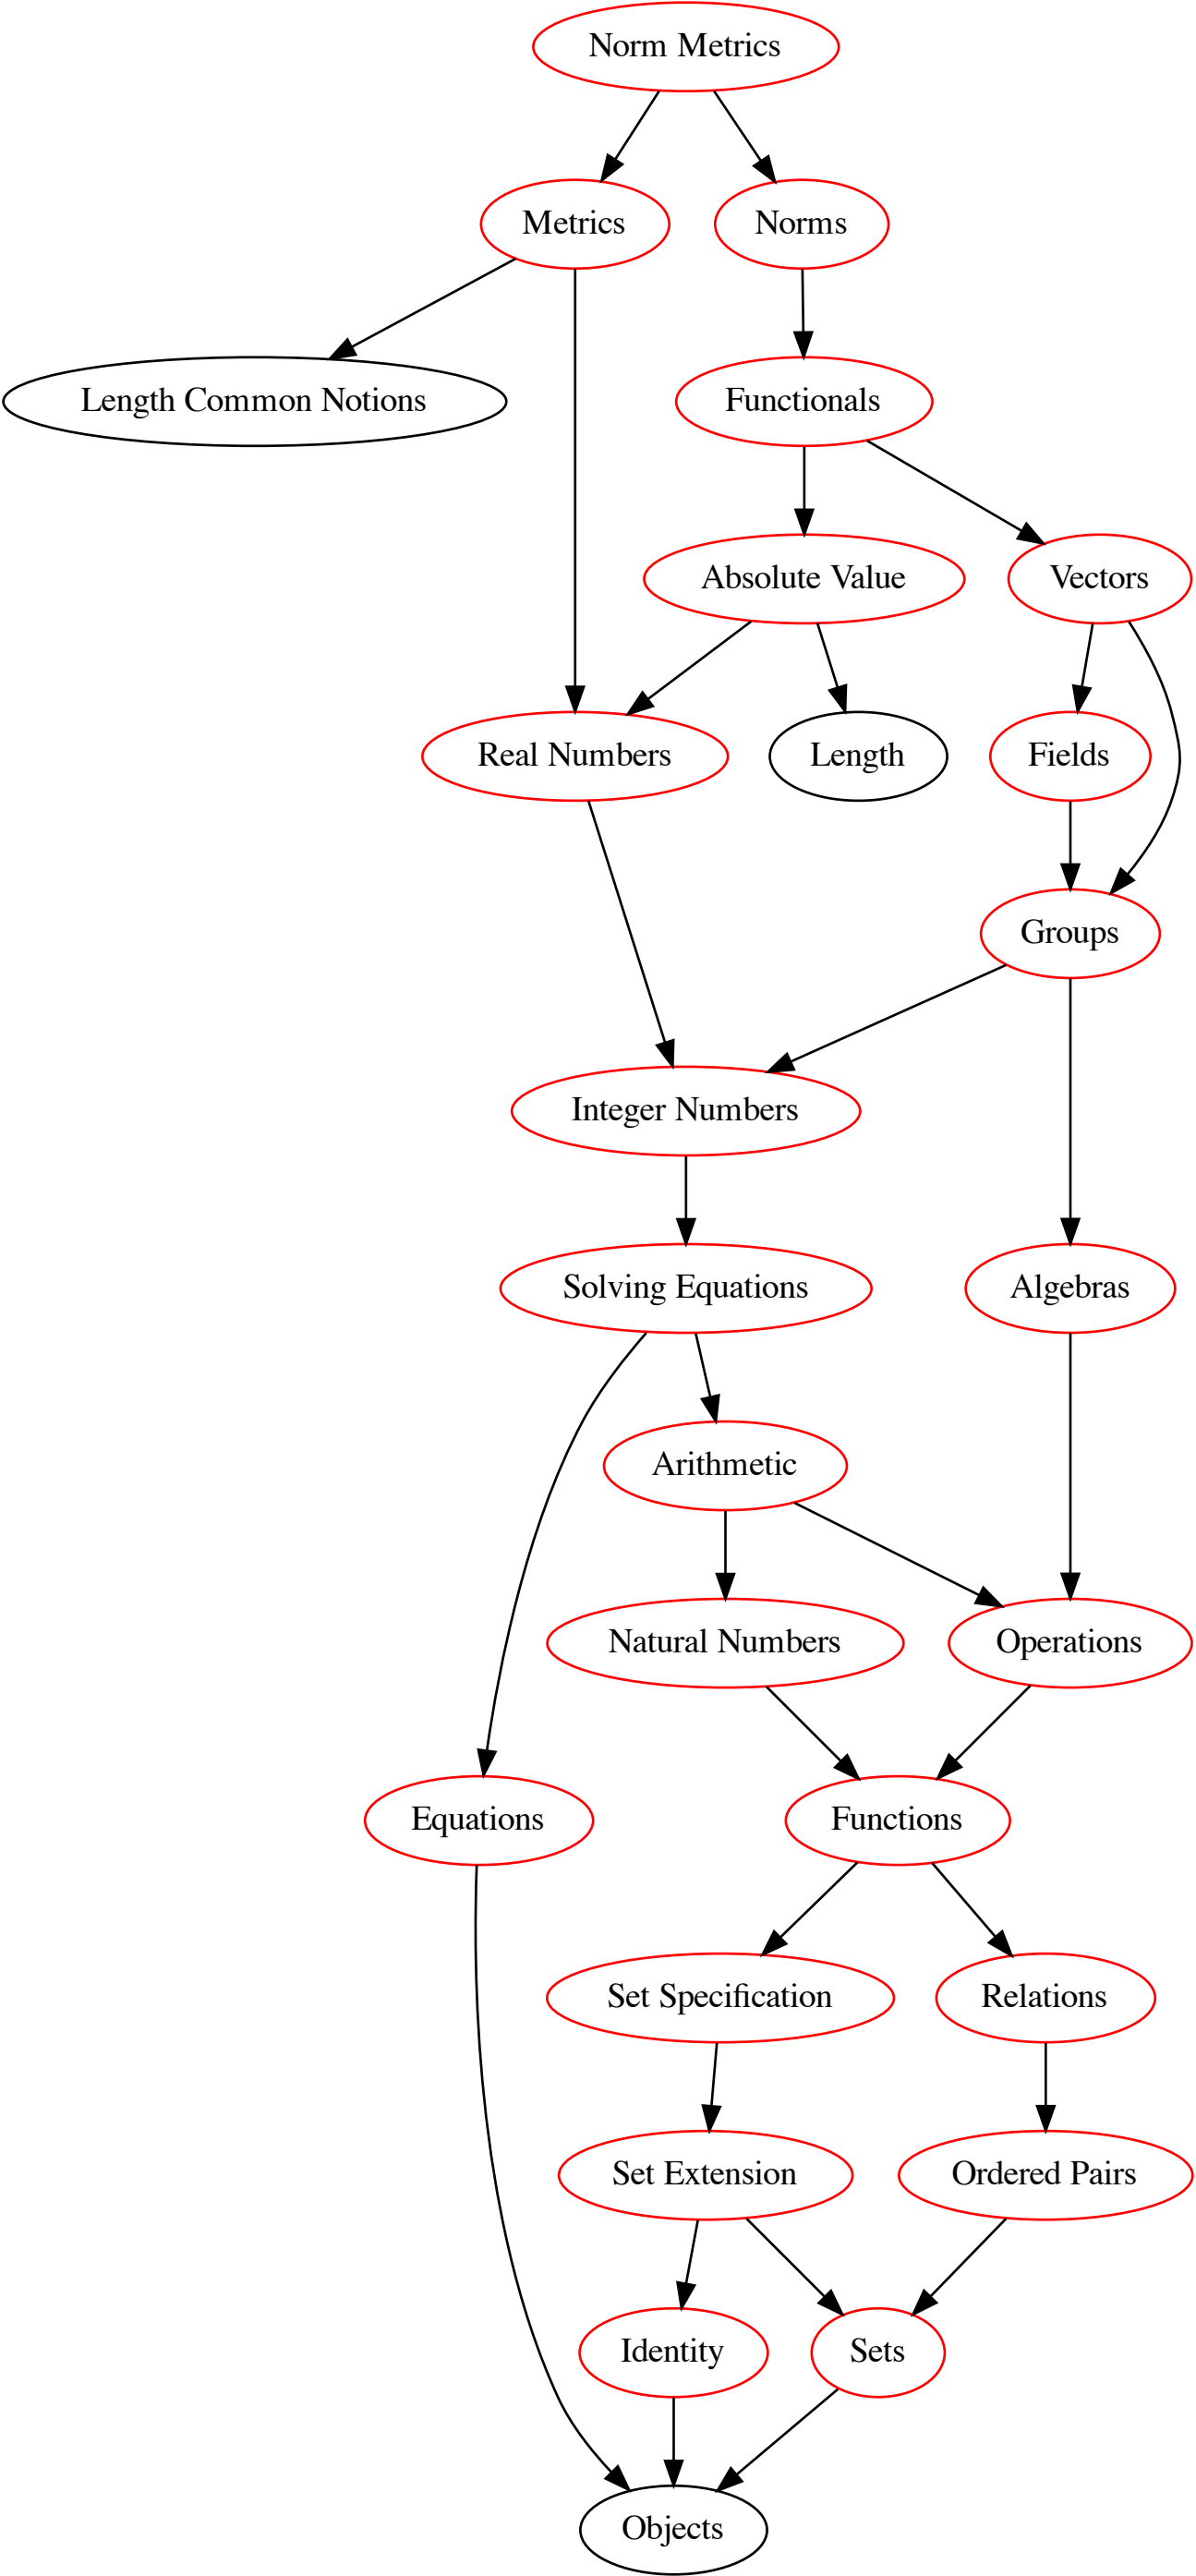 Norm Metrics
Metrics
Norms
Length Common Notions
Functionals
Absolute Value
Vectors
Real Numbers
Length
Fields
Groups
Integer Numbers
Solving Equations
Algebras
Arithmetic
Natural Numbers
Operations
Equations
Functions
Set Specification
Relations
Set Extension
Ordered Pairs
Identity
Sets
Objects